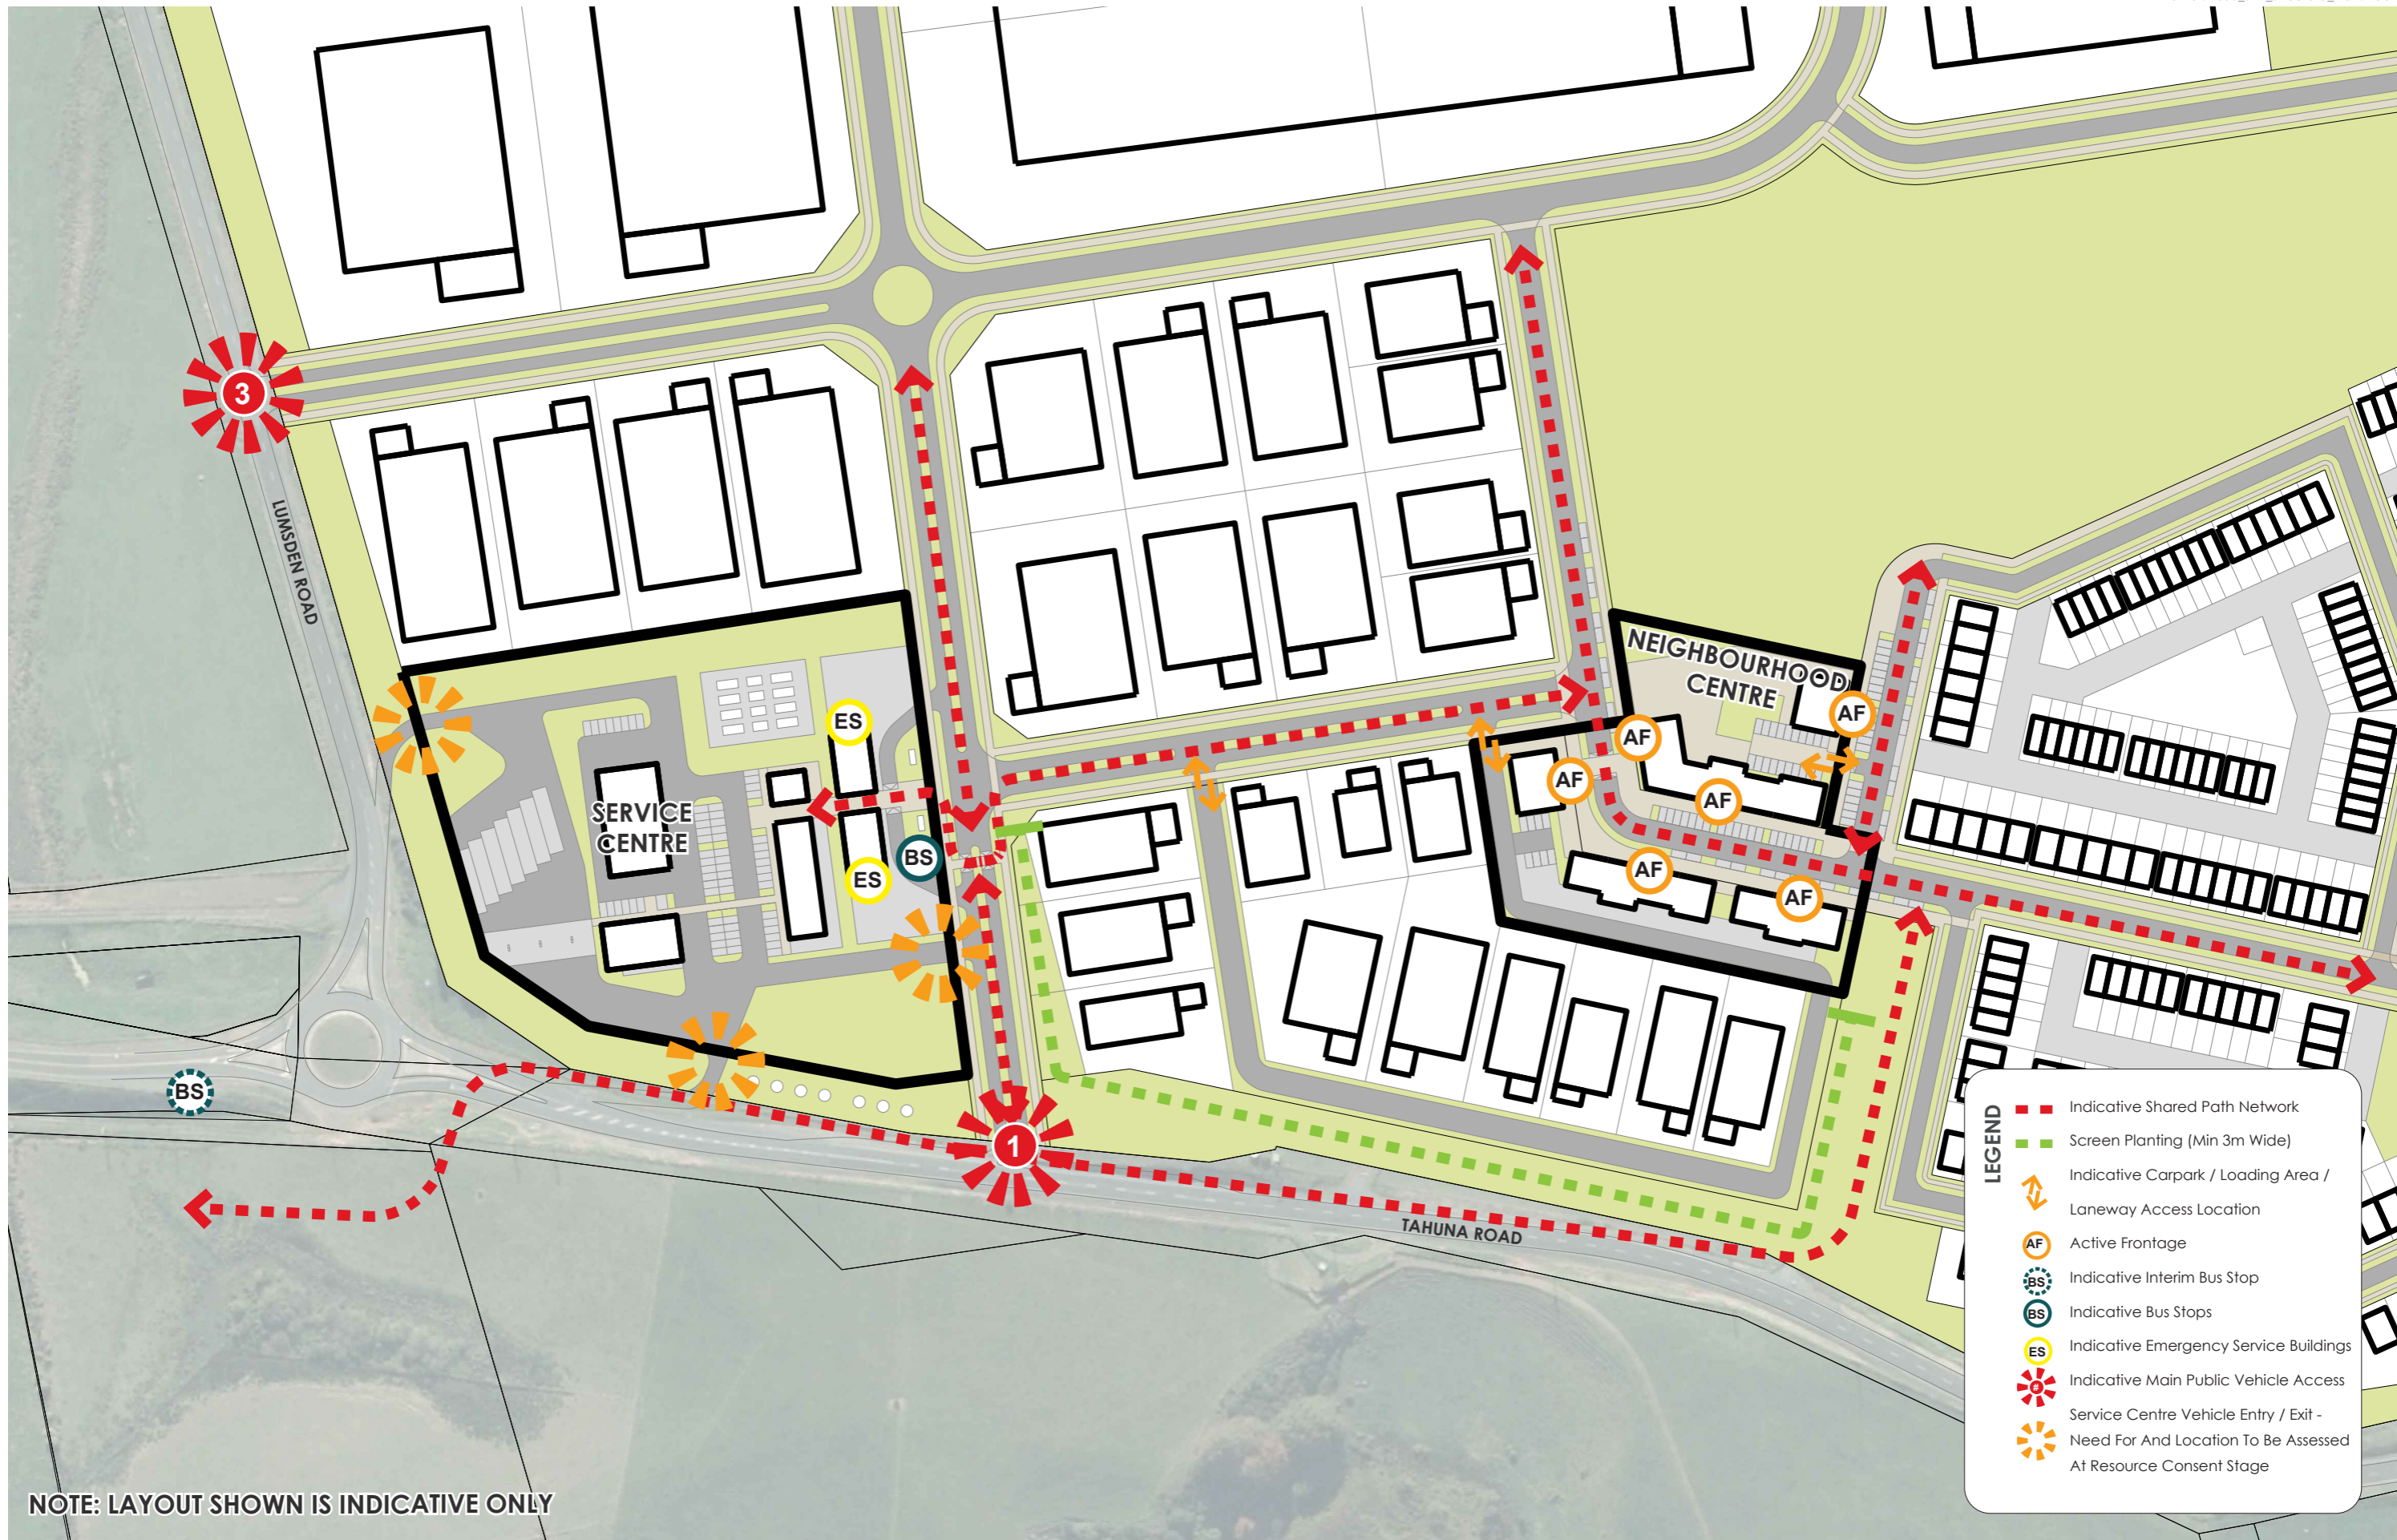 3
LUMSDEN ROAD
NEIGHBOURHOOD
CENTRE
AF
AF
AF
AF
AF
AF
ES
SERVICE
CENTRE
BS
ES
BS
1
TAHUNA ROAD
LEGEND
Indicative Shared Path Network
Screen Planting (Min 3m Wide)
Indicative Carpark / Loading Area /
Laneway Access Location
AF Active Frontage
BS Indicative Interim Bus Stop
BS Indicative Bus Stops
ES Indicative Emergency Service Buildings
# Indicative Main Public Vehicle Access
Service Centre Vehicle Entry / Exit -
Need For And Location To Be Assessed
At Resource Consent Stage
NOTE: LAYOUT SHOWN IS INDICATIVE ONLY